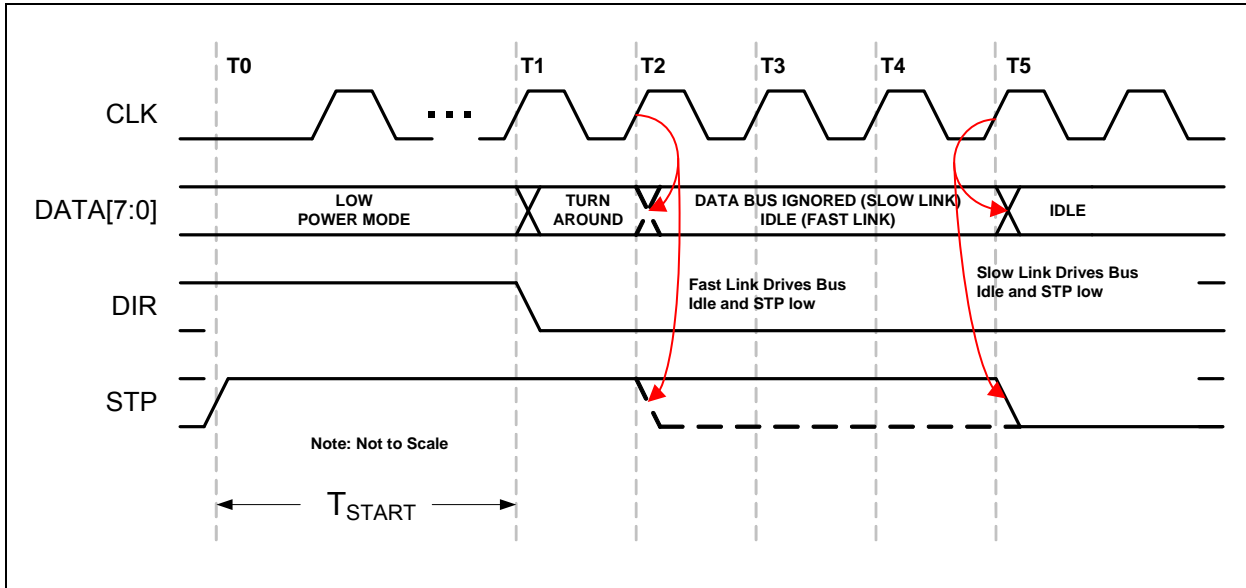 T0 T1 T2 T3 T4 T5
CLK
DATA[7:0]
LOW
POWER MODE
TURN
AROUND
DATA BUS IGNORED (SLOW LINK)
IDLE (FAST LINK)
IDLE
DIR
Fast Link Drives Bus
Idle and STP low
Slow Link Drives Bus
Idle and STP low
STP
Note: Not to Scale
TSTART